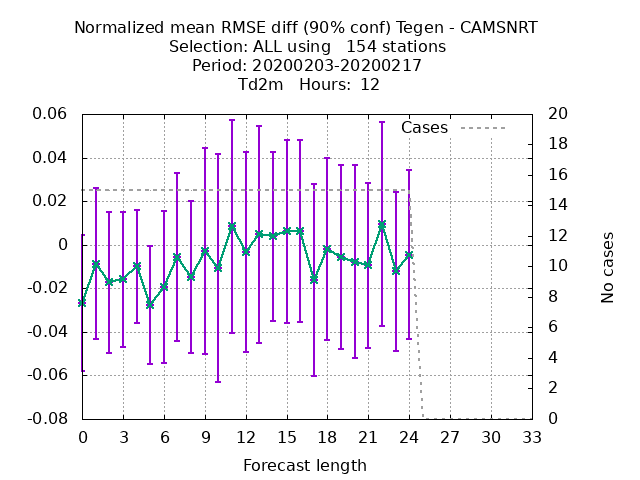 Normalized mean RMSE diff (90% conf) Tegen - CAMSNRT
Selection: ALL using   154 stations
Period: 20200203-20200217
Td2m   Hours:  12
Cases
0.06
0.04
0.02
0
-0.02
-0.04
-0.06
-0.08
20
18
16
14
12
10
8
6
4
2
0
No cases
0 3 6 9 12 15 18 21 24 27 30 33
Forecast length